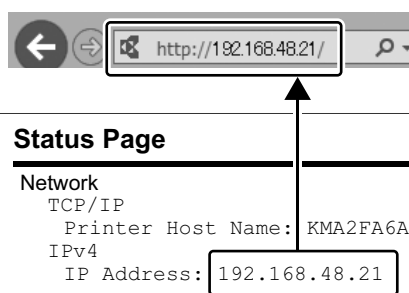 http://192.168.48.21/
Status Page
Network
TCP/IP
Printer Host Name: KMA2FA6A
IPv4
IP Address: 192.168.48.21